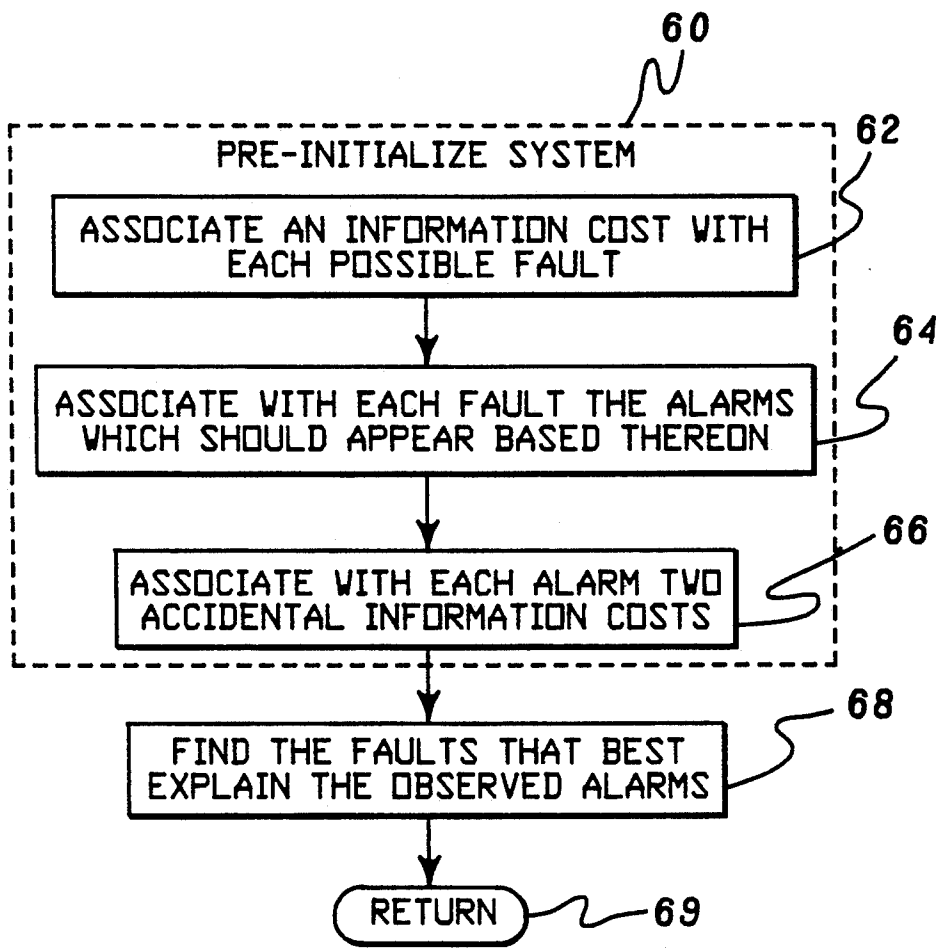 60
PRE-INITIALIZE SYSTEM
62
ASSOCIATE AN INFORMATION COST WITH
EACH POSSIBLE FAULT
64
ASSOCIATE WITH EACH FAULT THE ALARMS
WHICH SHOULD APPEAR BASED THEREON
66
ASSOCIATE WITH EACH ALARM TWO
ACCIDENTAL INFORMATION COSTS
68
FIND THE FAULTS THAT BEST
EXPLAIN THE OBSERVED ALARMS
RETURN
69